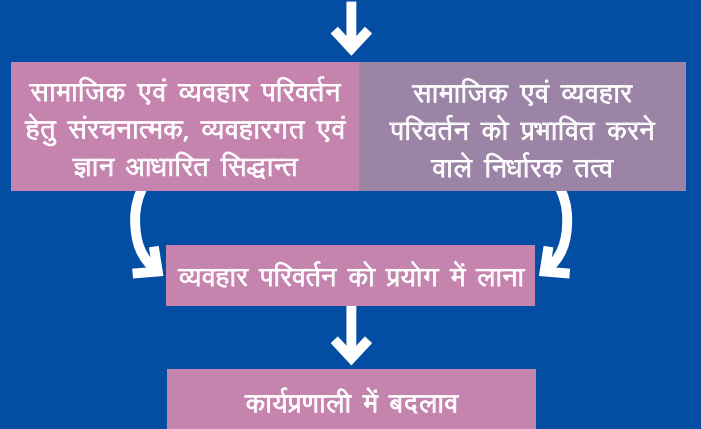 सामाजिक एवं व्यवहार परिवर्तन
हेतु संरचनात्मक, व्यवहारगत एवं
ज्ञान आधारित सिद्धान्त
सामाजिक एवं व्यवहार
परिवर्तन को प्रभावित करने
वाले निर्धारक तत्व
व्यवहार परिवर्तन को प्रयोग में लाना
कार्यप्रणाली में बदलाव